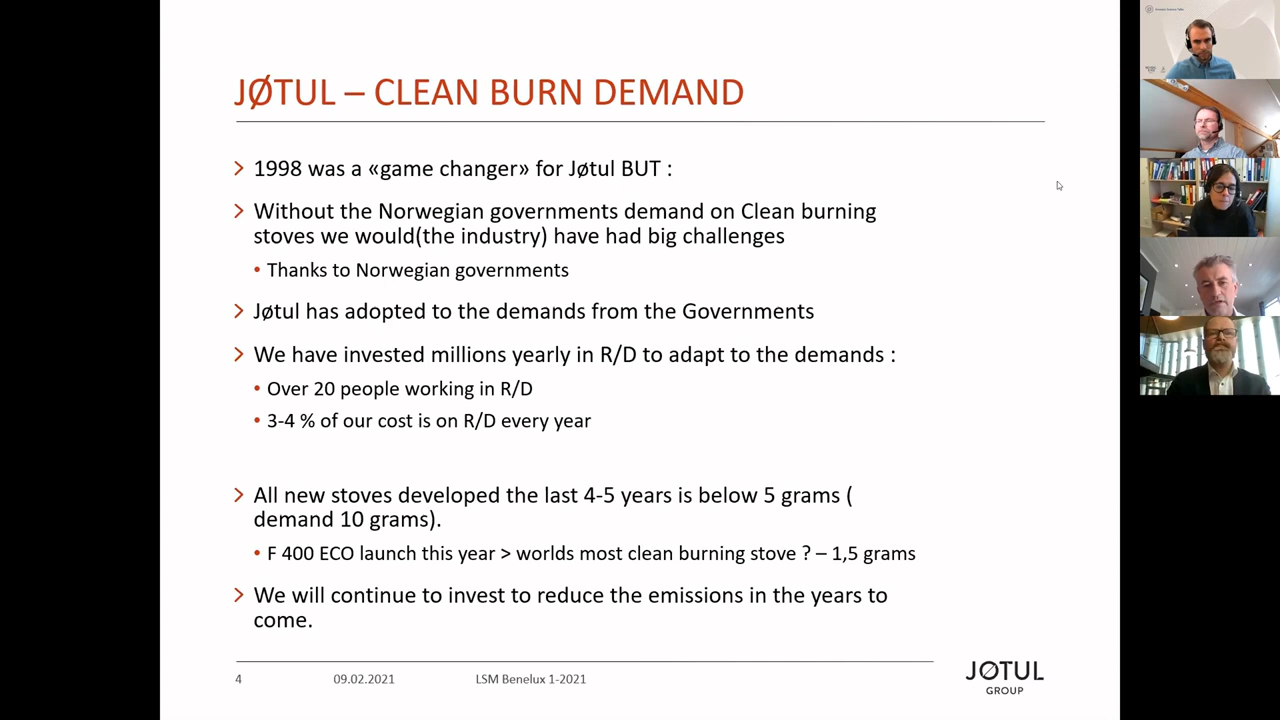 JØTUL – CLEAN BURN DEMAND
1998 was a «game changer» for Jøtul BUT :
Without the Norwegian governments demand on Clean burning
stoves we would(the industry) have had big challenges
Thanks to Norwegian governments
Jøtul has adopted to the demands from the Governments
We have invested millions yearly in R/D to adapt to the demands :
Over 20 people working in R/D
3-4 % of our cost is on R/D every year
All new stoves developed the last 4-5 years is below 5 grams (
demand 10 grams).
F 400 ECO launch this year > worlds most clean burning stove ? – 1,5 grams
We will continue to invest to reduce the emissions in the years to
come.
4 09.02.2021 LSM Benelux 1-2021
JØTUL
GROUP